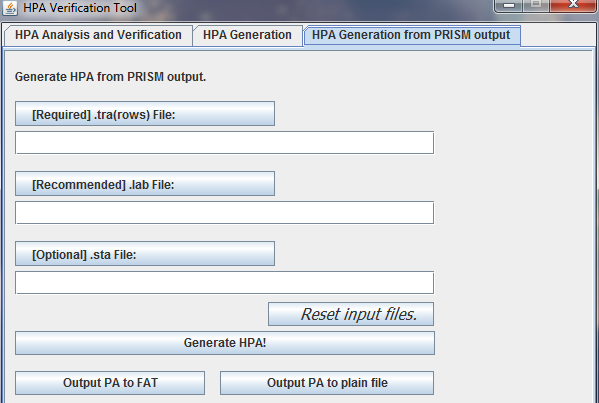 HPA Verification Tool
HPA Analysis and Verification HPA Generation HPA Generation from PRISM output
Generate HPA from PRISM output.
[Required] .tra(rows) File:
[Recommended] .lab File:
[Optional] .sta File:
Reset input files.
Generate HPA!
Output PA to FAT Output PA to plain file